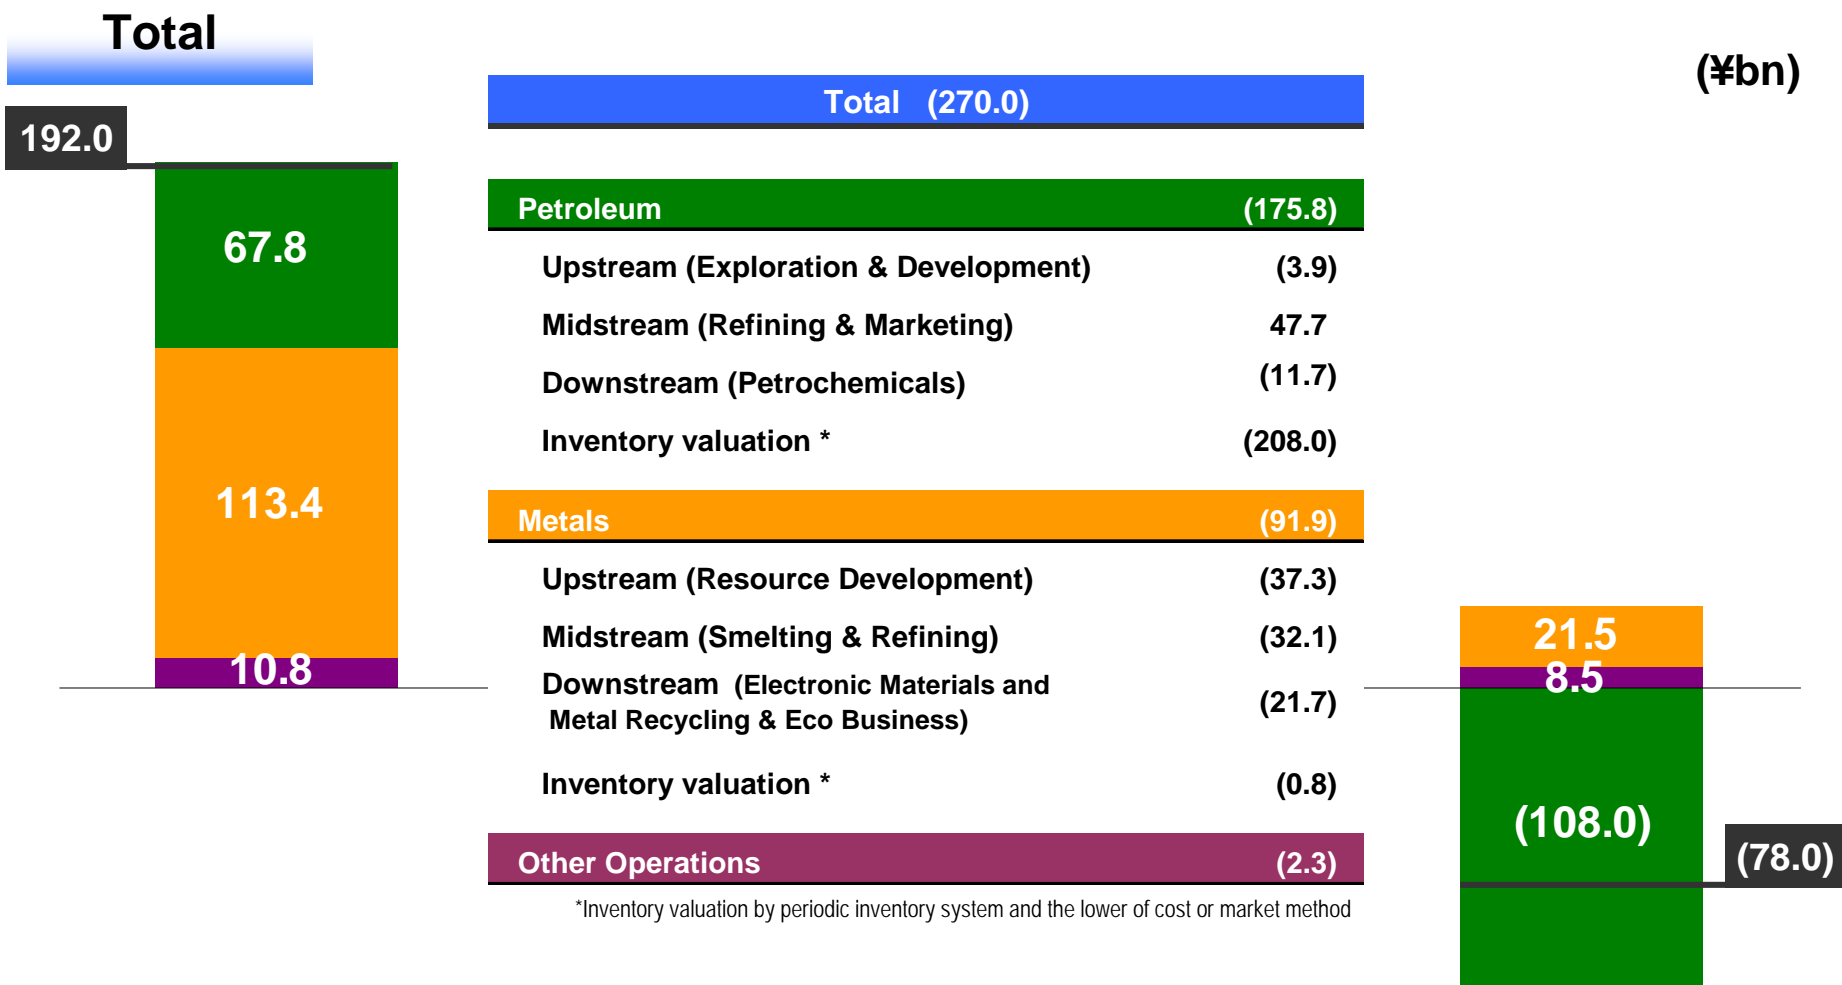 Total
(¥bn)
192.0
67.8
113.4
10.8
Total (270.0)
Petroleum (175.8)
Upstream (Exploration & Development) (3.9)
Midstream (Refining & Marketing) 47.7
Downstream (Petrochemicals) (11.7)
Inventory valuation * (208.0)
Metals (91.9)
Upstream (Resource Development) (37.3)
Midstream (Smelting & Refining) (32.1)
Downstream (Electronic Materials and
Metal Recycling & Eco Business) (21.7)
Inventory valuation * (0.8)
Other Operations (2.3)
*Inventory valuation by periodic inventory system and the lower of cost or market method
21.5
8.5
(108.0)
(78.0)